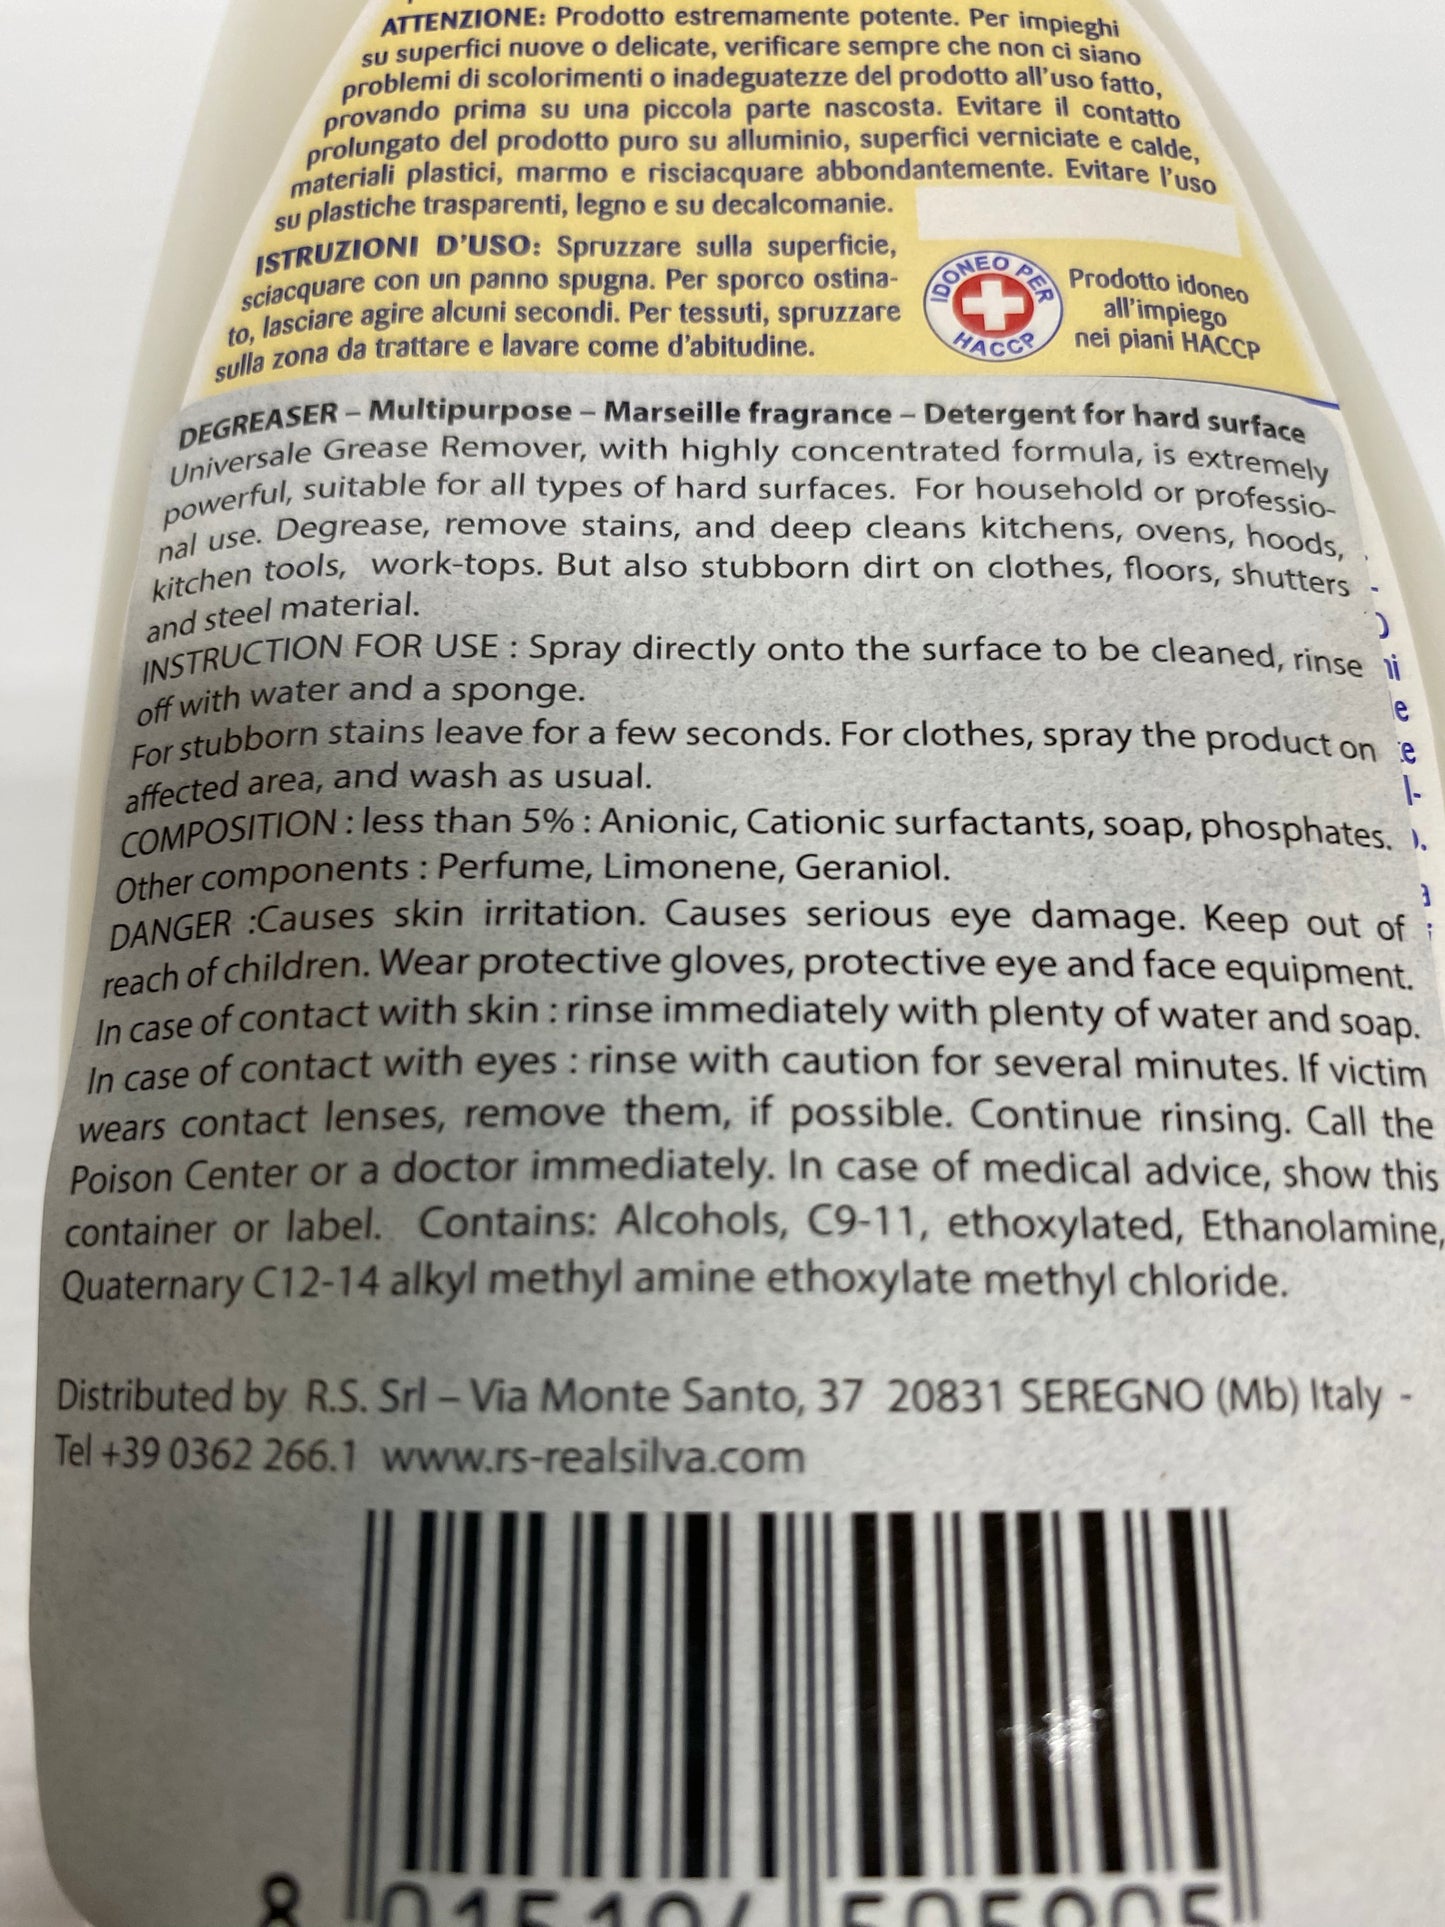 ATTENZIONE: Prodotto estremamente potente. Per impieghi
su superfici nuove o delicate, verificare sempre che non ci siano
problemi di scolorimenti o inadeguatezze del prodotto all'uso fatto,
provando prima su una piccola parte nascosta. Evitare il contatto
prolungato del prodotto puro su alluminio, superfici verniciate e calde,
materiali plastici, marmo e risciacquare abbondantemente. Evitare l'uso
su plastiche trasparenti, legno e su decalcomanie.
ISTRUZIONI D'USO: Spruzzare sulla superficie,
sciacquare con un panno spugna. Per sporco ostina-
to, lasciare agire alcuni secondi. Per tessuti, spruzzare
sulla zona da trattare e lavare come d'abitudine.
IDONEO PER
HACCP
Prodotto idoneo
all'impiego
nei piani HACCP
DEGREASER – Multipurpose – Marseille fragrance – Detergent for hard surface
Universale Grease Remover, with highly concentrated formula, is extremely
powerful, suitable for all types of hard surfaces. For household or professio-
nal use. Degrease, remove stains, and deep cleans kitchens, ovens, hoods,
kitchen tools, work-tops. But also stubborn dirt on clothes, floors, shutters
and steel material.
INSTRUCTION FOR USE : Spray directly onto the surface to be cleaned, rinse
off with water and a sponge.
For stubborn stains leave for a few seconds. For clothes, spray the product on
affected area, and wash as usual.
COMPOSITION : less than 5% : Anionic, Cationic surfactants, soap, phosphates.
Other components : Perfume, Limonene, Geraniol.
DANGER :Causes skin irritation. Causes serious eye damage. Keep out of
reach of children. Wear protective gloves, protective eye and face equipment.
In case of contact with skin : rinse immediately with plenty of water and soap.
In case of contact with eyes : rinse with caution for several minutes. If victim
wears contact lenses, remove them, if possible. Continue rinsing. Call the
Poison Center or a doctor immediately. In case of medical advice, show this
container or label. Contains: Alcohols, C9-11, ethoxylated, Ethanolamine,
Quaternary C12-14 alkyl methyl amine ethoxylate methyl chloride.
Distributed by R.S. Srl – Via Monte Santo, 37 20831 SEREGNO (Mb) Italy -
Tel +39 0362 266.1 www.rs-realsilva.com